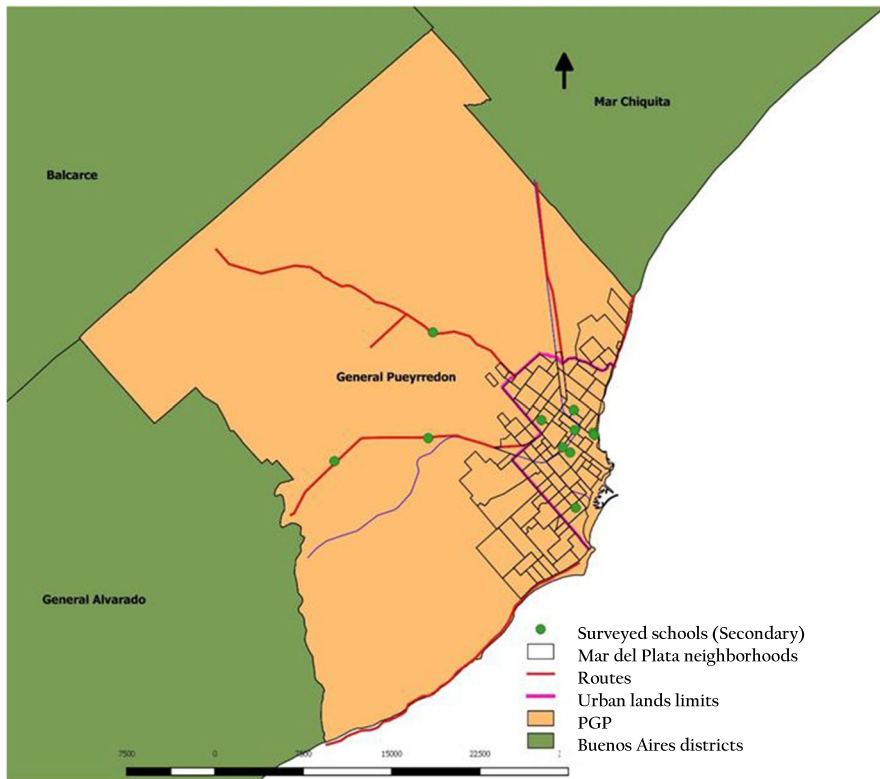 Mar Chiquita
Balcarce
General Pueyrredon
General Alvarado
Surveyed schools (Secondary)
Mar del Plata neighborhoods
Routes
Urban lands limits
PGP
Buenos Aires districts
7500 0 15000 22500